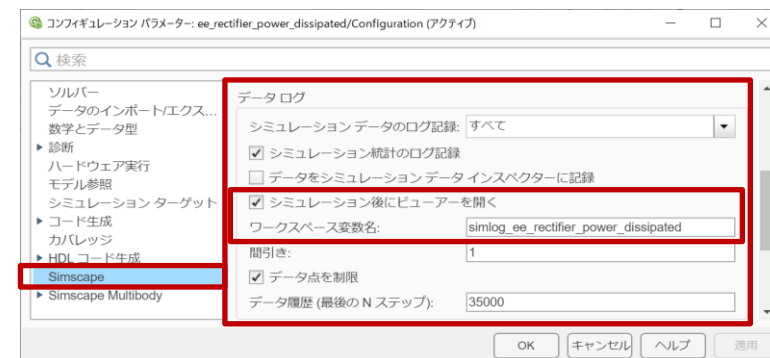 コンフィギュレーション パラメーター: ee_rectifier_power_dissipated/Configuration (アクティブ)
検索
ソルバー
データのインポート/エクス...
数学とデータ型
診断
ハードウェア実行
モデル参照
シミュレーション ターゲット
コード生成
カバレッジ
HDL コード生成
Simscape
Simscape Multibody
データ ログ
シミュレーション データのログ記録: すべて
シミュレーション統計のログ記録
データをシミュレーション データ インスペクターに記録
シミュレーション後にビューアーを開く
ワークスペース変数名: simlog_ee_rectifier_power_dissipated
間引き: 1
データ点を制限
データ履歴 (最後の N ステップ): 35000
OK キャンセル ヘルプ 適用